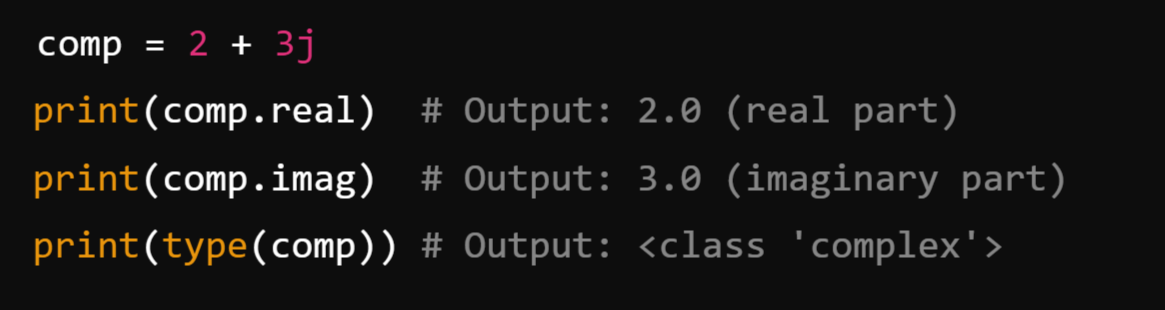 comp = 2 + 3j
print(comp.real)  # Output: 2.0 (real part)
print(comp.imag)  # Output: 3.0 (imaginary part)
print(type(comp)) # Output: <class 'complex'>